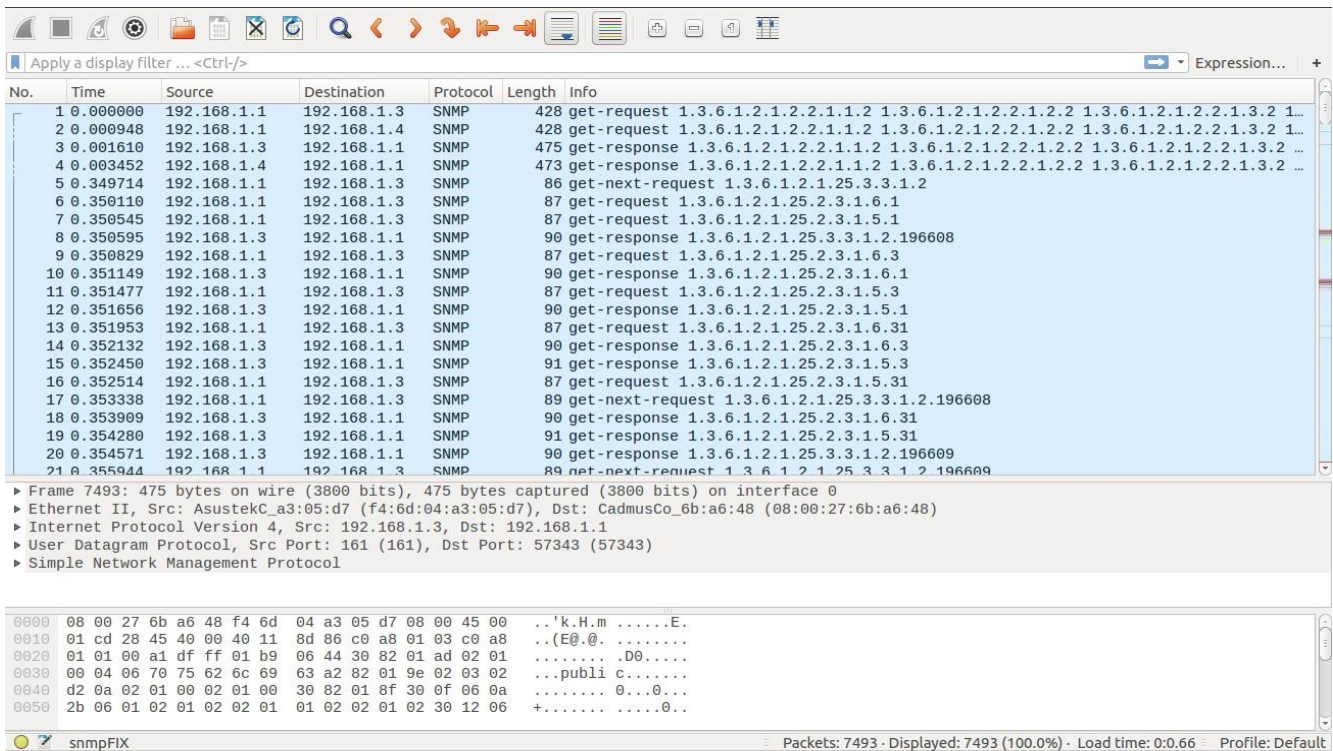 Apply a display filter ... <Ctrl-/>
Expression... +
No. Time Source Destination Protocol Length Info
1 0.000000 192.168.1.1 192.168.1.3 SNMP 428 get-request 1.3.6.1.2.1.2.2.1.1.2 1.3.6.1.2.1.2.2.1.2.2 1.3.6.1.2.1.2.2.1.3.2 1...
2 0.000948 192.168.1.1 192.168.1.4 SNMP 428 get-request 1.3.6.1.2.1.2.2.1.1.2 1.3.6.1.2.1.2.2.1.2.2 1.3.6.1.2.1.2.2.1.3.2 1...
3 0.001610 192.168.1.3 192.168.1.1 SNMP 475 get-response 1.3.6.1.2.1.2.2.1.1.2 1.3.6.1.2.1.2.2.1.2.2 1.3.6.1.2.1.2.2.1.3.2 ...
4 0.003452 192.168.1.4 192.168.1.1 SNMP 473 get-response 1.3.6.1.2.1.2.2.1.1.2 1.3.6.1.2.1.2.2.1.2.2 1.3.6.1.2.1.2.2.1.3.2 ...
5 0.349714 192.168.1.1 192.168.1.3 SNMP 86 get-next-request 1.3.6.1.2.1.25.3.3.1.2
6 0.350110 192.168.1.1 192.168.1.3 SNMP 87 get-request 1.3.6.1.2.1.25.2.3.1.6.1
7 0.350545 192.168.1.1 192.168.1.3 SNMP 87 get-request 1.3.6.1.2.1.25.2.3.1.5.1
8 0.350595 192.168.1.3 192.168.1.1 SNMP 90 get-response 1.3.6.1.2.1.25.3.3.1.2.196608
9 0.350829 192.168.1.1 192.168.1.3 SNMP 87 get-request 1.3.6.1.2.1.25.2.3.1.6.3
10 0.351149 192.168.1.3 192.168.1.1 SNMP 90 get-response 1.3.6.1.2.1.25.2.3.1.6.1
11 0.351477 192.168.1.1 192.168.1.3 SNMP 87 get-request 1.3.6.1.2.1.25.2.3.1.5.3
12 0.351656 192.168.1.3 192.168.1.1 SNMP 90 get-response 1.3.6.1.2.1.25.2.3.1.5.1
13 0.351953 192.168.1.1 192.168.1.3 SNMP 87 get-request 1.3.6.1.2.1.25.2.3.1.6.31
14 0.352132 192.168.1.3 192.168.1.1 SNMP 90 get-response 1.3.6.1.2.1.25.2.3.1.6.3
15 0.352450 192.168.1.3 192.168.1.1 SNMP 91 get-response 1.3.6.1.2.1.25.2.3.1.5.3
16 0.352514 192.168.1.1 192.168.1.3 SNMP 87 get-request 1.3.6.1.2.1.25.2.3.1.5.31
17 0.353338 192.168.1.1 192.168.1.3 SNMP 89 get-next-request 1.3.6.1.2.1.25.3.3.1.2.196608
18 0.353909 192.168.1.3 192.168.1.1 SNMP 90 get-response 1.3.6.1.2.1.25.2.3.1.6.31
19 0.354280 192.168.1.3 192.168.1.1 SNMP 91 get-response 1.3.6.1.2.1.25.2.3.1.5.31
20 0.354571 192.168.1.3 192.168.1.1 SNMP 90 get-response 1.3.6.1.2.1.25.3.3.1.2.196609
21 0.355944 192.168.1.1 192.168.1.3 SNMP 89 get-next-request 1.3.6.1.2.1.25.3.3.1.2.196609
Frame 7493: 475 bytes on wire (3800 bits), 475 bytes captured (3800 bits) on interface 0
Ethernet II, Src: AsustekC_a3:05:d7 (f4:6d:04:a3:05:d7), Dst: CadmusCo_6b:a6:48 (08:00:27:6b:a6:48)
Internet Protocol Version 4, Src: 192.168.1.3, Dst: 192.168.1.1
User Datagram Protocol, Src Port: 161 (161), Dst Port: 57343 (57343)
Simple Network Management Protocol
0000 08 00 27 6b a6 48 f4 6d 04 a3 05 d7 08 00 45 00 ..'k.H.m ......E.
0010 01 cd 28 45 40 00 40 11 8d 86 c0 a8 01 03 c0 a8 ..(E@.@. ........
0020 01 01 00 a1 df ff 01 b9 06 44 30 82 01 ad 02 01 ........ .D0.....
0030 00 04 06 70 75 62 6c 69 63 a2 82 01 9e 02 03 02 ...publi c.......
0040 d2 0a 02 01 00 02 01 00 30 82 01 8f 30 0f 06 0a ........ 0...0...
0050 2b 06 01 02 01 02 02 01 01 02 02 01 02 30 12 06 +....... .....0..
snmpFIX Packets: 7493 · Displayed: 7493 (100.0%) · Load time: 0:0.66 Profile: Default